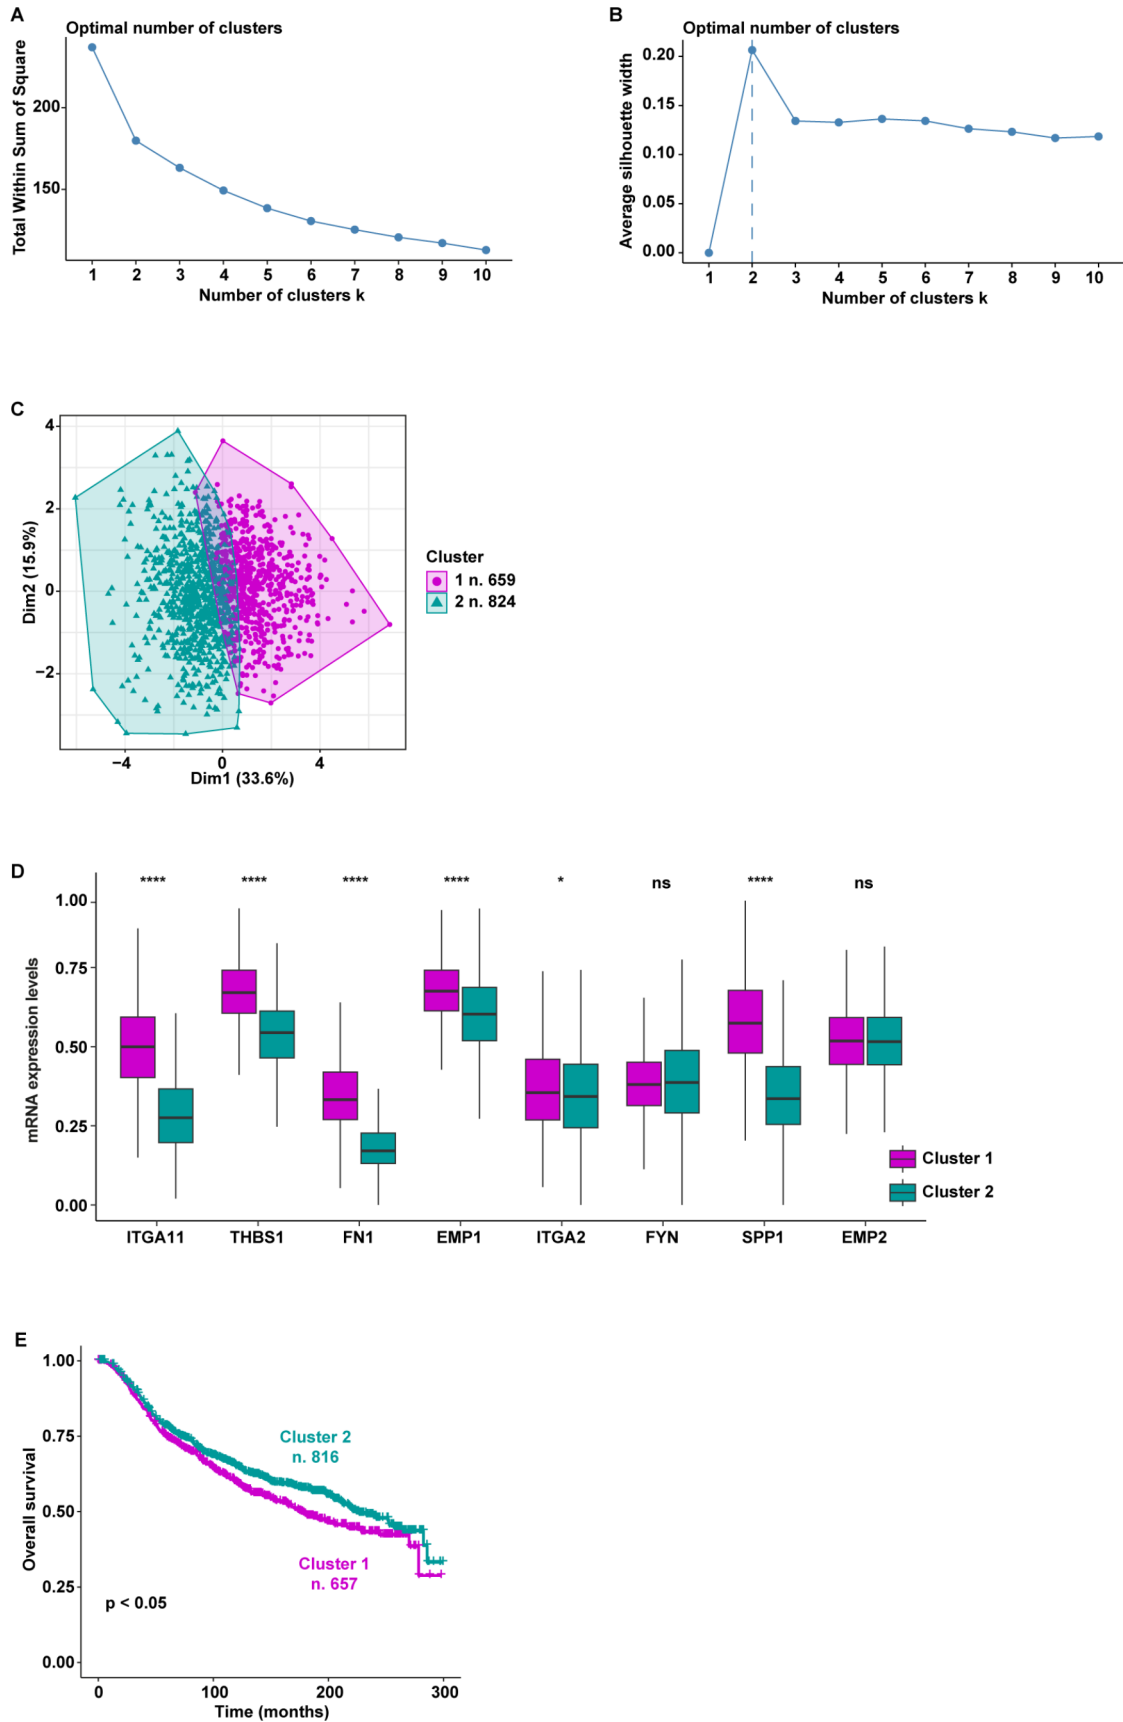 A
Optimal number of clusters
Total Within Sum of Square
200
150
1 2 3 4 5 6 7 8 9 10
Number of clusters k
B
Optimal number of clusters
Average silhouette width
0.20
0.15
0.10
0.05
0.00
1 2 3 4 5 6 7 8 9 10
Number of clusters k
C
Dim2 (15.9%)
4
2
0
−2
−4 0 4
Dim1 (33.6%)
Cluster
1 n. 659
2 n. 824
D
**** **** **** **** * ns **** ns
mRNA expression levels
1.00
0.75
0.50
0.25
0.00
ITGA11 THBS1 FN1 EMP1 ITGA2 FYN SPP1 EMP2
Cluster 1
Cluster 2
E
Overall survival
1.00
0.75
0.50
0.25
0.00
Cluster 2
n. 816
Cluster 1
n. 657
p < 0.05
0 100 200 300
Time (months)